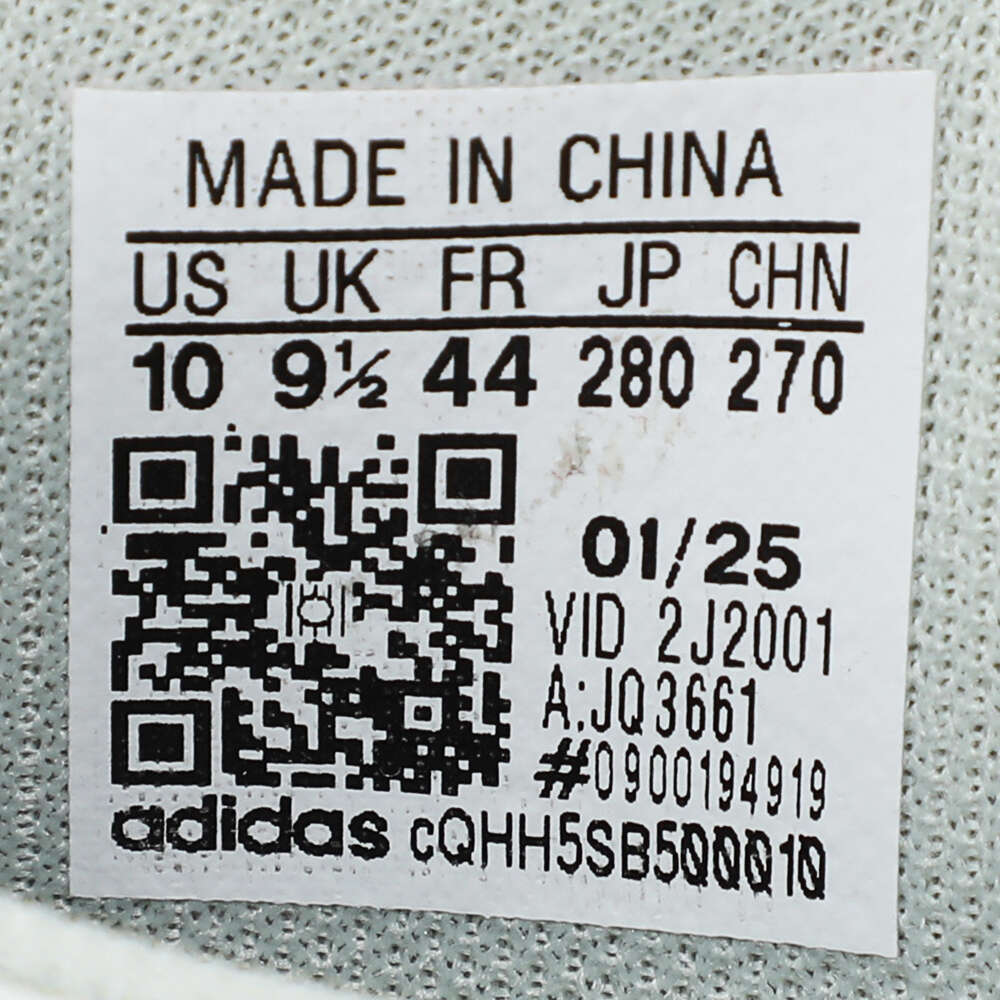 MADE IN CHINA
US UK FR JP CHN
10 9½ 44 280 270
01/25
VID 2J2001
A:JQ3661
#0900194919
adidas cQHH5SB500010